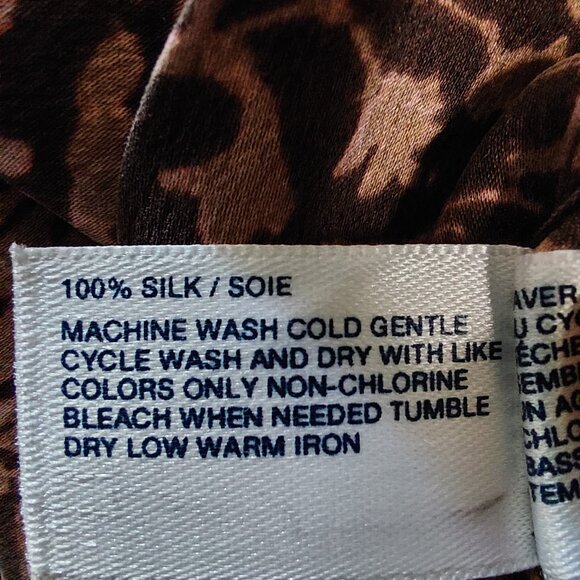 100% SILK / SOIE
MACHINE WASH COLD GENTLE
CYCLE WASH AND DRY WITH LIKE
COLORS ONLY NON-CHLORINE
BLEACH WHEN NEEDED TUMBLE
DRY LOW WARM IRON